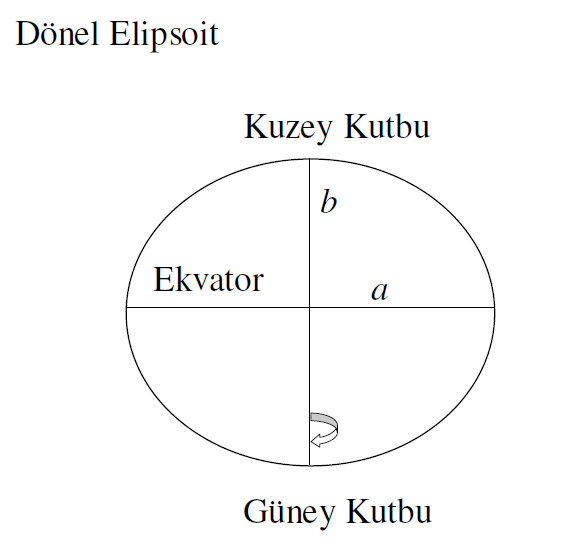 Dönel Elipsoit
Kuzey Kutbu
b
Ekvator
a
Güney Kutbu